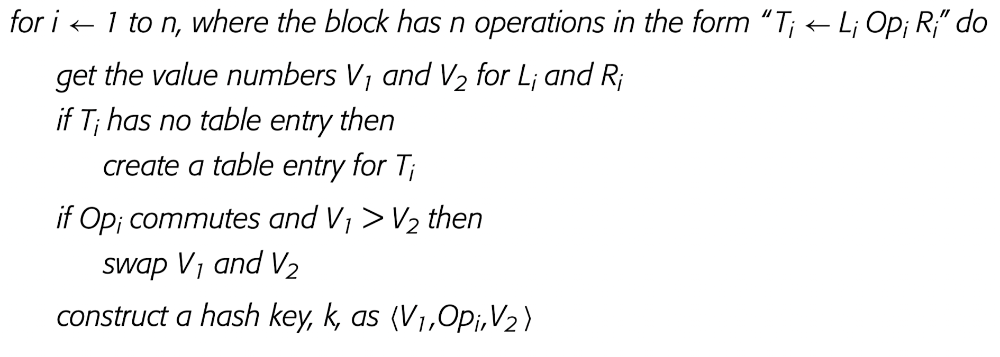 for i ← 1 to n, where the block has n operations in the form “Tᵢ ← Lᵢ Opᵢ Rᵢ” do
get the value numbers V₁ and V₂ for Lᵢ and Rᵢ
if Tᵢ has no table entry then
create a table entry for Tᵢ
if Opᵢ commutes and V₁ > V₂ then
swap V₁ and V₂
construct a hash key, k, as ⟨V₁,Opᵢ,V₂⟩